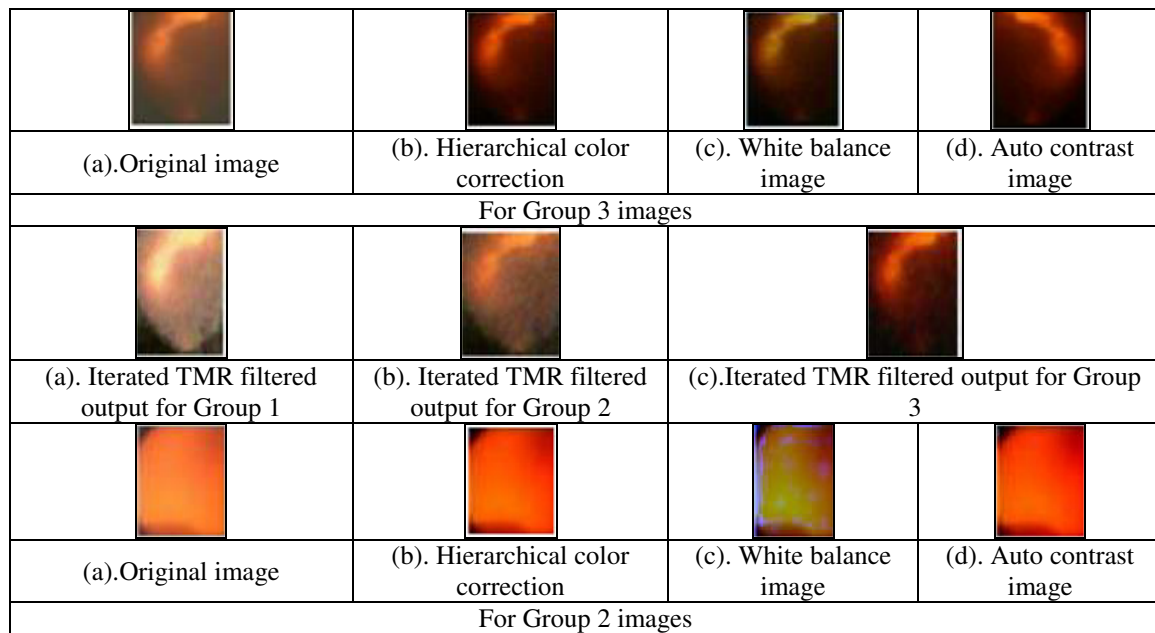 (a).Original image
(b). Hierarchical color
correction
(c). White balance
image
(d). Auto contrast
image
For Group 3 images
(a). Iterated TMR filtered
output for Group 1
(b). Iterated TMR filtered
output for Group 2
(c).Iterated TMR filtered output for Group
3
(a).Original image
(b). Hierarchical color
correction
(c). White balance
image
(d). Auto contrast
image
For Group 2 images